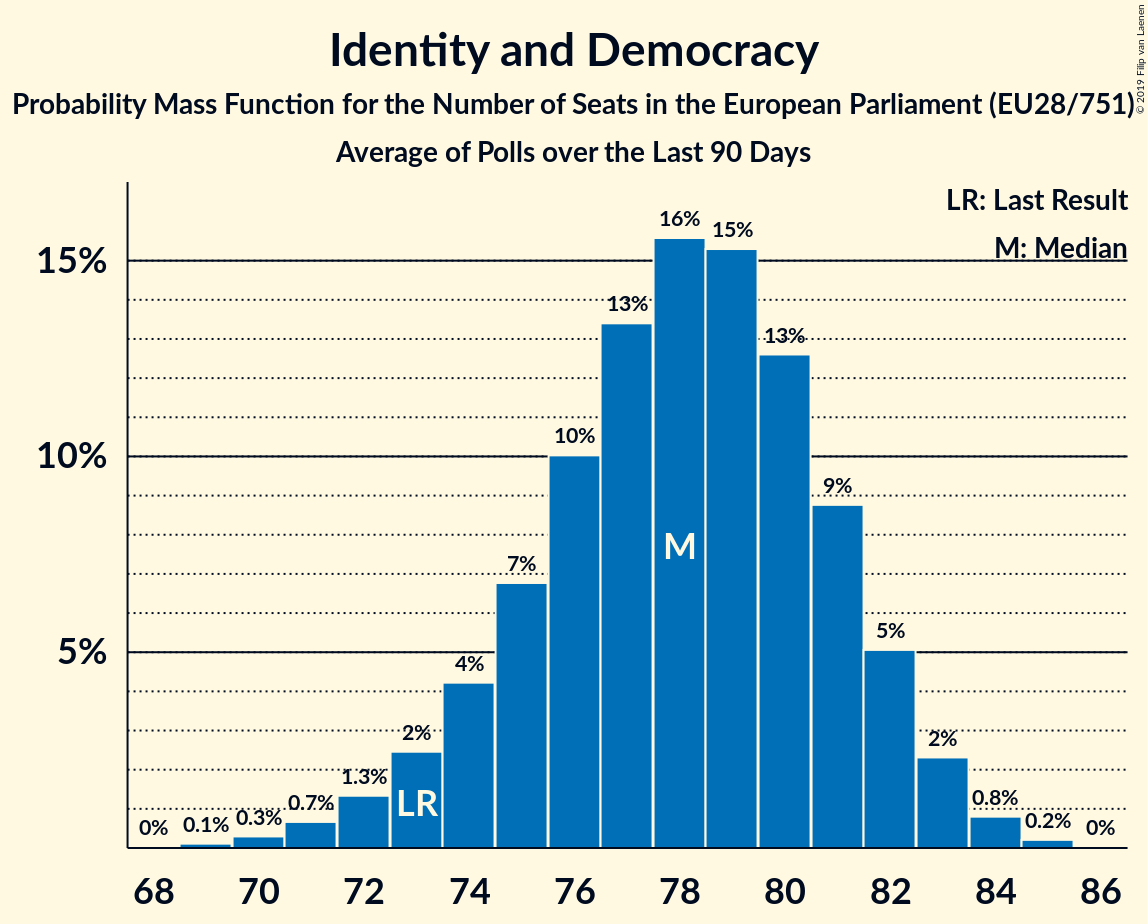 Identity and Democracy
Probability Mass Function for the Number of Seats in the European Parliament (EU28/751)
Average of Polls over the Last 90 Days
© 2019 Filip van Laenen
LR: Last Result
M: Median
15%
10%
5%
0%
0.1%
0.3%
0.7%
1.3%
2%
4%
7%
10%
13%
16%
15%
13%
9%
5%
2%
0.8%
0.2%
0%
LR
M
68 70 72 74 76 78 80 82 84 86